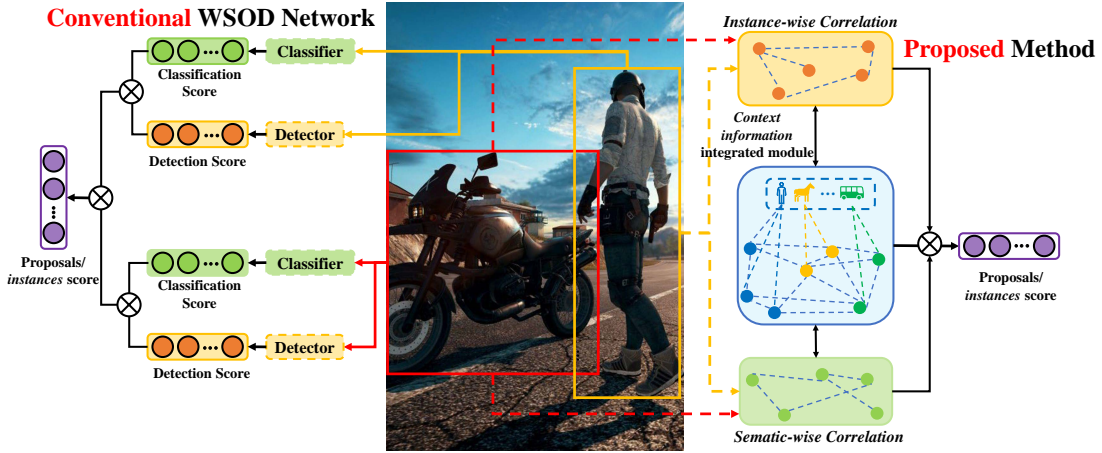 Conventional WSOD Network
Classifier
Classification
Score
Detector
Detection Score
Proposals/
instances score
Classifier
Classification
Score
Detector
Detection Score
Instance-wise Correlation
Proposed Method
Context
information
integrated module
Proposals/
instances score
Sematic-wise Correlation